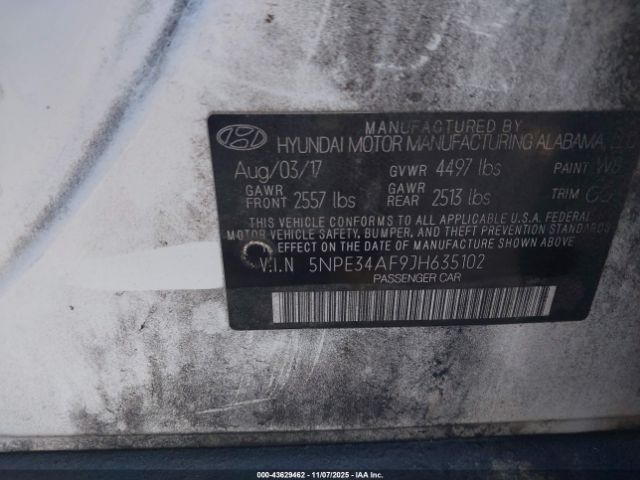 MANUFACTURED BY
HYUNDAI MOTOR MANUFACTURING ALABAMA,
Aug/03/17 GVWR 4497 lbs PAINT
GAWR FRONT 2557 lbs GAWR REAR 2513 lbs TRIM
THIS VEHICLE CONFORMS TO ALL APPLICABLE U.S.A. FEDERAL
MOTOR VEHICLE SAFETY, BUMPER, AND THEFT PREVENTION STANDARDS
EFFECT ON THE DATE OF MANUFACTURE SHOWN ABOVE.
V.I.N 5NPE34AF9JH635102
PASSENGER CAR
000-43629462 11/07/2025 - IAAI, Inc.